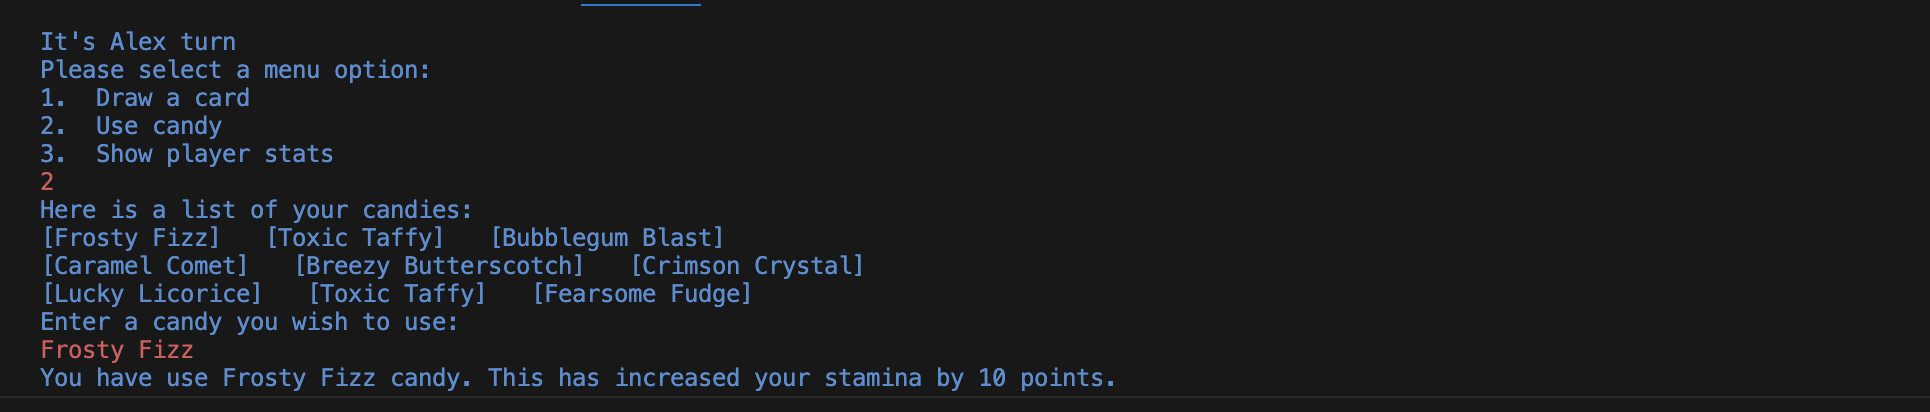 It's Alex turn
Please select a menu option:
1.  Draw a card
2.  Use candy
3.  Show player stats
2
Here is a list of your candies:
[Frosty Fizz]   [Toxic Taffy]   [Bubblegum Blast]
[Caramel Comet]   [Breezy Butterscotch]   [Crimson Crystal]
[Lucky Licorice]   [Toxic Taffy]   [Fearsome Fudge]
Enter a candy you wish to use:
Frosty Fizz
You have use Frosty Fizz candy. This has increased your stamina by 10 points.